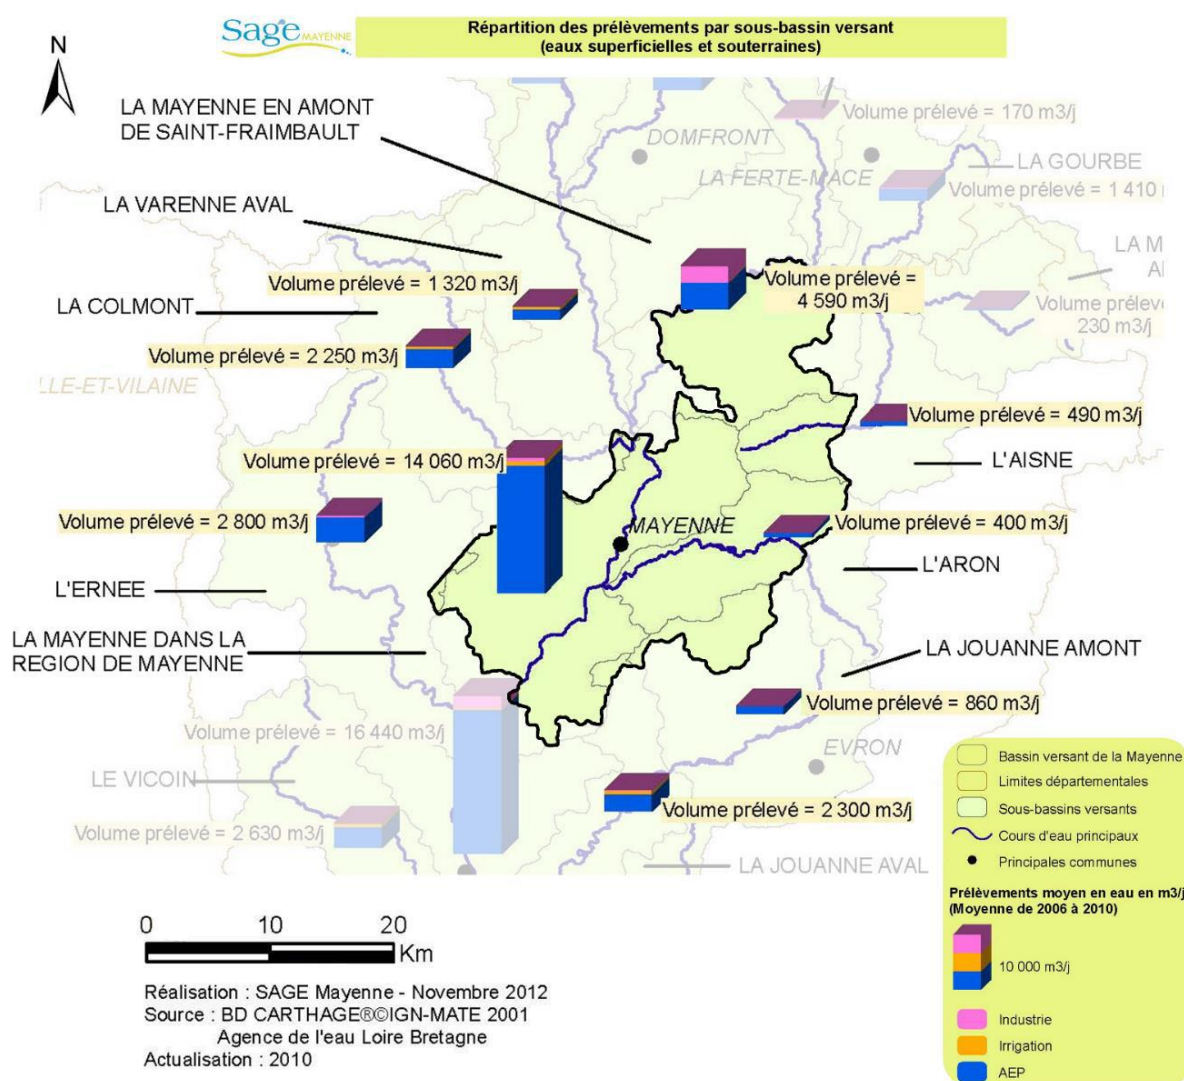 Sage MAYENNE
Répartition des prélèvements par sous-bassin versant
(eaux superficielles et souterraines)
N
LA MAYENNE EN AMONT
DE SAINT-FRAIMBAULT
Volume prélevé = 170 m3/j
DOMFRONT
LA GOURBE
LA FERTE-MACE
Volume prélevé = 1 410
LA VARENNE AVAL
LA M
Volume prélevé = 1 320 m3/j
Volume prélevé =
4 590 m3/j
LA COLMONT
Volume prélev
230 m3/j
Volume prélevé = 2 250 m3/j
LLE-ET-VILAINE
Volume prélevé = 490 m3/j
Volume prélevé = 14 060 m3/j
L'AISNE
Volume prélevé = 2 800 m3/j
MAYENNE
Volume prélevé = 400 m3/j
L'ARON
L'ERNEE
LA MAYENNE DANS LA
REGION DE MAYENNE
LA JOUANNE AMONT
Volume prélevé = 860 m3/j
Volume prélevé = 16 440 m3/j
EVRON
LE VICOIN
Volume prélevé = 2 300 m3/j
Volume prélevé = 2 630 m3/j
LA JOUANNE AVAL
Bassin versant de la Mayenne
Limites départementales
Sous-bassins versants
Cours d'eau principaux
Principales communes
Prélèvements moyen en eau en m3/j
(Moyenne de 2006 à 2010)
10 000 m3/j
Industrie
Irrigation
AEP
0 10 20
Km
Réalisation : SAGE Mayenne - Novembre 2012
Source : BD CARTHAGE®©IGN-MATE 2001
Agence de l'eau Loire Bretagne
Actualisation : 2010